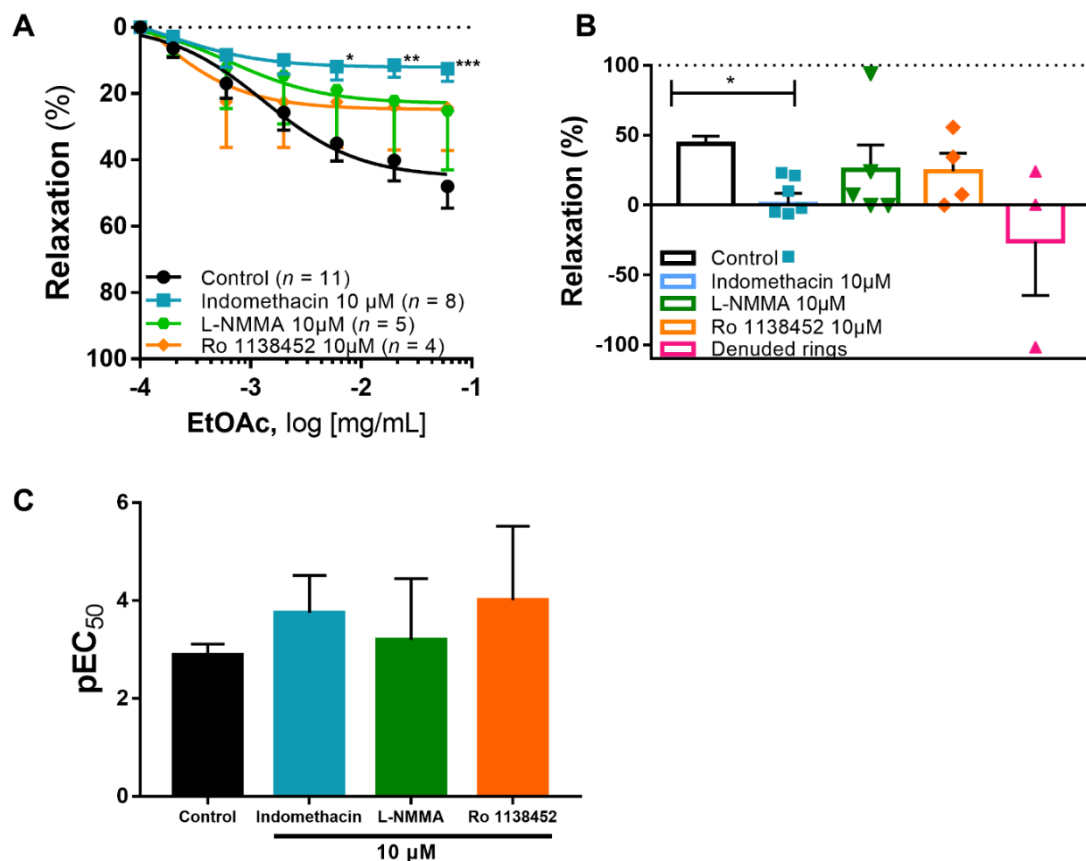 A
Relaxation (%)
0
20
40
60
80
100
* ** ***
Control (n = 11)
Indomethacin 10 µM (n = 8)
L-NMMA 10µM (n = 5)
Ro 1138452 10µM (n = 4)
-4 -3 -2 -1
EtOAc, log [mg/mL]
B
Relaxation (%)
100
50
0
-50
-100
*
Control
Indomethacin 10µM
L-NMMA 10µM
Ro 1138452 10µM
Denuded rings
C
pEC50
6
4
2
0
Control Indomethacin L-NMMA Ro 1138452
10 µM